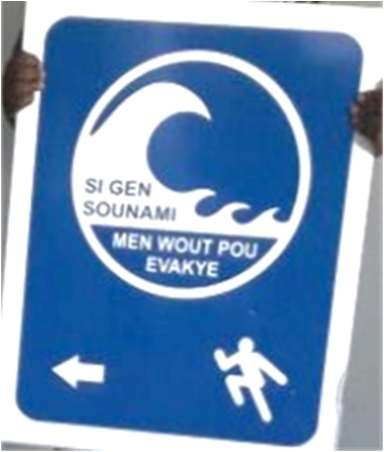 SI GEN
SOUNAMI
MEN WOUT POU
EVAKYE